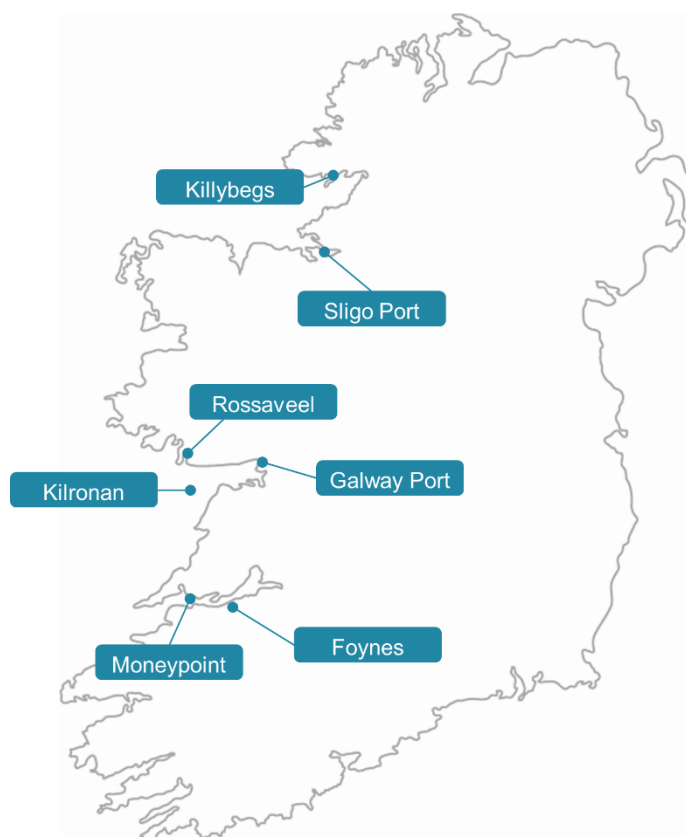 Killybegs
Sligo Port
Rossaveel
Galway Port
Kilronan
Foynes
Moneypoint